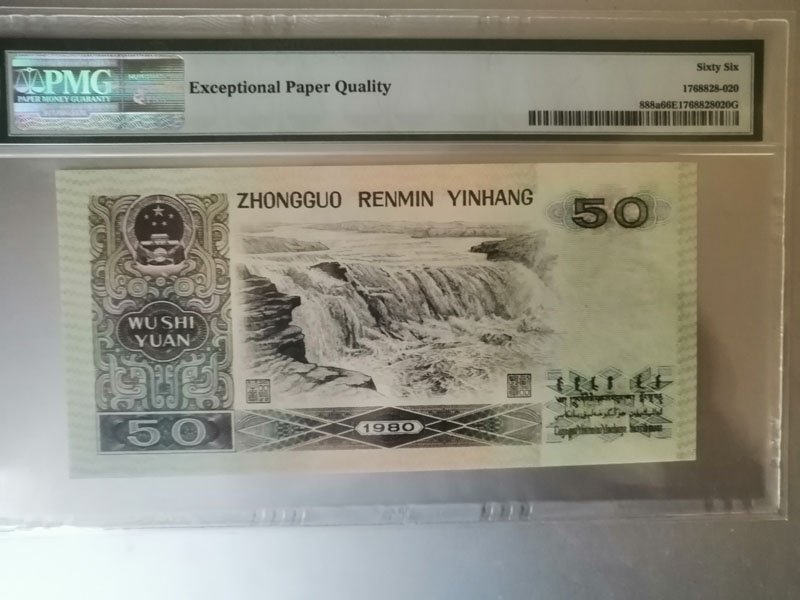 PMG
PAPER MONEY GUARANTY
Exceptional Paper Quality
Sixty Six
1768828-020
888a66E1768828020G
ZHONGGUO RENMIN YINHANG
50
WU SHI
YUAN
50
1980